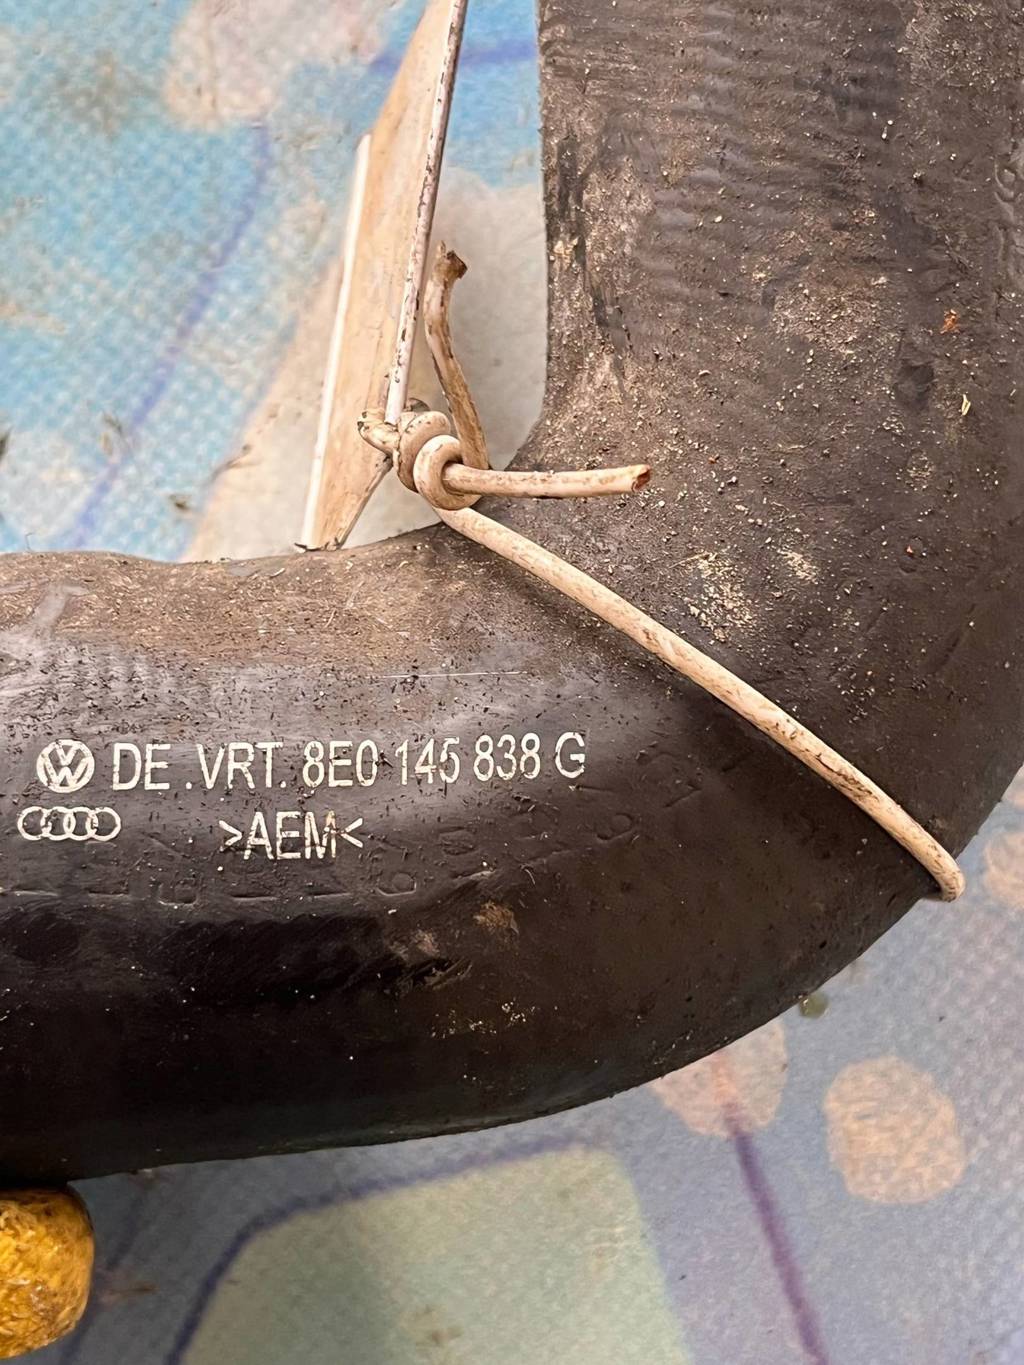 DE .VRT. 8E0 145 838 G
>AEM<